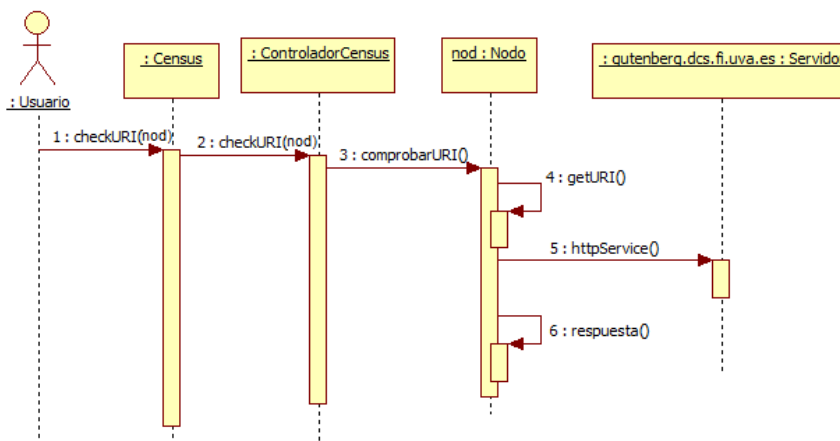 : Usuario
: Census
: ControladorCensus
nod : Nodo
: gutenberg.dcs.fi.uva.es : Servidor
1 : checkURI(nod)
2 : checkURI(nod)
3 : comprobarURI()
4 : getURI()
5 : httpService()
6 : respuesta()